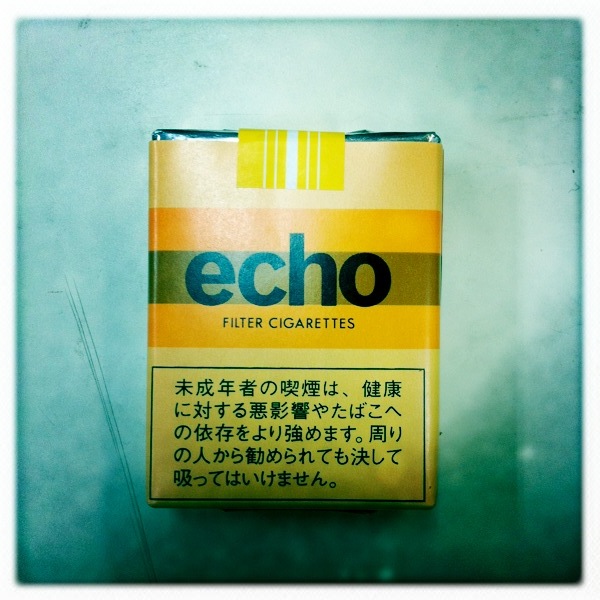 echo
FILTER CIGARETTES
未成年者の喫煙は、健康
に対する悪影響やたばこへ
の依存をより強めます。周り
の人から勧められても決して
吸ってはいけません。